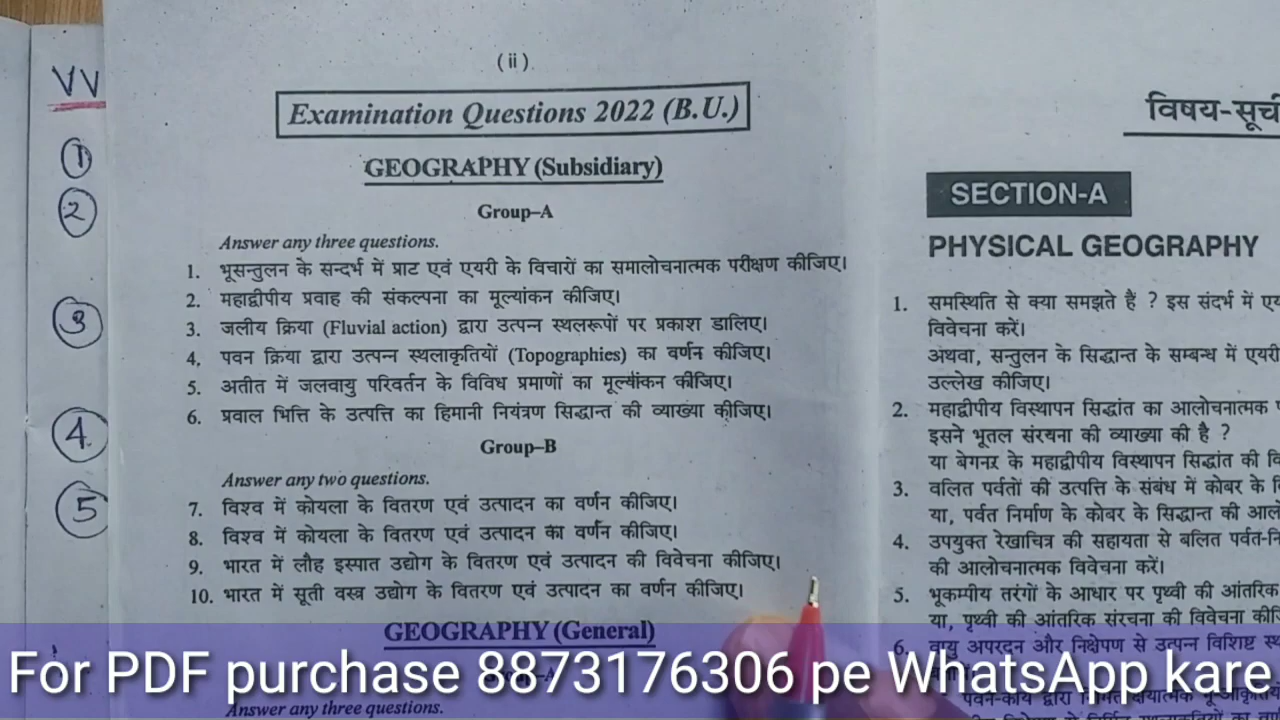 VV
①
②
③
④
⑤
(ii)
Examination Questions 2022 (B.U.)
GEOGRAPHY (Subsidiary)
Group–A
Answer any three questions.
1. भूसन्तुलन के सन्दर्भ में प्राट एवं एयरी के विचारों का समालोचनात्मक परीक्षण कीजिए।
2. महाद्वीपीय प्रवाह की संकल्पना का मूल्यांकन कीजिए।
3. जलीय क्रिया (Fluvial action) द्वारा उत्पन्न स्थलरूपों पर प्रकाश डालिए।
4. पवन क्रिया द्वारा उत्पन्न स्थलाकृतियों (Topographies) का वर्णन कीजिए।
5. अतीत में जलवायु परिवर्तन के विविध प्रमाणों का मूल्यांकन कीजिए।
6. प्रवाल भित्ति के उत्पत्ति का हिमानी नियंत्रण सिद्धान्त की व्याख्या कीजिए।
Group–B
Answer any two questions.
7. विश्व में कोयला के वितरण एवं उत्पादन का वर्णन कीजिए।
8. विश्व में कोयला के वितरण एवं उत्पादन का वर्णन कीजिए।
9. भारत में लौह इस्पात उद्योग के वितरण एवं उत्पादन की विवेचना कीजिए।
10. भारत में सूती वस्त्र उद्योग के वितरण एवं उत्पादन का वर्णन कीजिए।
GEOGRAPHY (General)
Answer any three questions.
विषय-सूची
SECTION-A
PHYSICAL GEOGRAPHY
1. समस्थिति से क्या समझते हैं ? इस संदर्भ में
विवेचना करें।
अथवा, सन्तुलन के सिद्धान्त के सम्बन्ध में एयरी
उल्लेख कीजिए।
2. महाद्वीपीय विस्थापन सिद्धांत का आलोचनात्मक
इसने भूतल संरचना की व्याख्या की है ?
या बेगनर के महाद्वीपीय विस्थापन सिद्धांत की
3. वलित पर्वतों की उत्पत्ति के संबंध में कोबर के
या, पर्वत निर्माण के कोबर के सिद्धान्त की
4. उपयुक्त रेखाचित्र की सहायता से बलित
की आलोचनात्मक विवेचना करें।
5. भूकम्पीय तरंगों के आधार पर पृथ्वी की आंतरिक
या, पृथ्वी की आंतरिक संरचना की विवेचना
6. वायु अपरदन और निक्षेपण से उत्पन्न विशिष्ट
For PDF purchase 8873176306 pe WhatsApp kare.